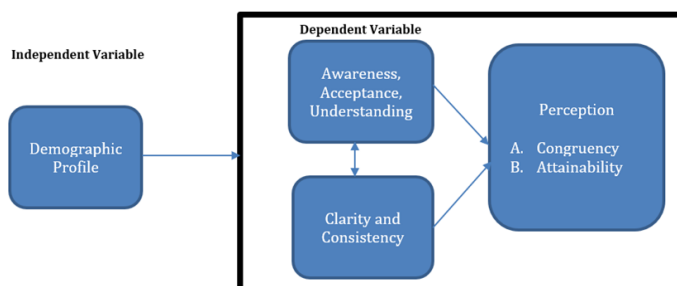 Dependent Variable
Independent Variable
Awareness,
Acceptance,
Understanding
Demographic
Profile
Clarity and
Consistency
Perception
A. Congruency
B. Attainability